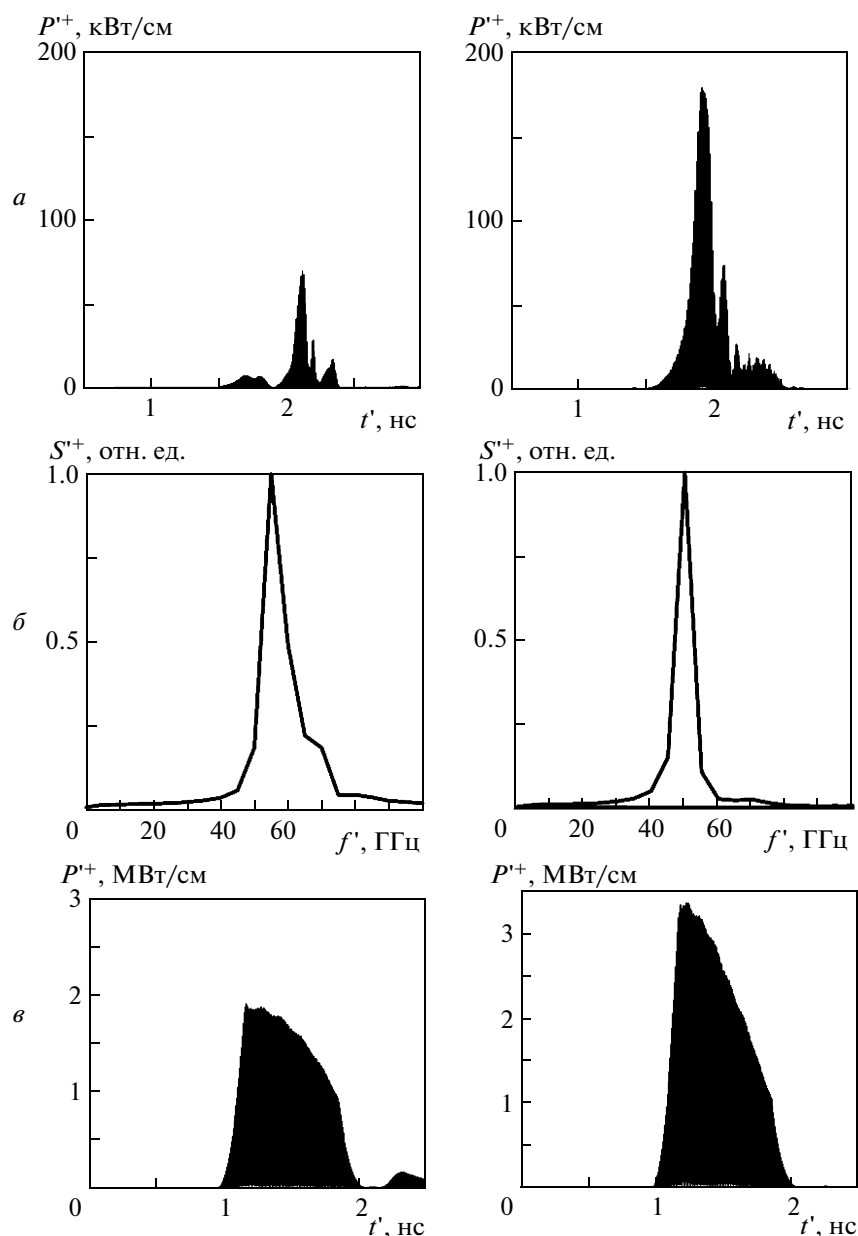 P'+, кВт/см
P'+, кВт/см
200
200
а
100
100
0
0
1
2
t', нс
1
2
t', нс
S'+, отн. ед.
S'+, отн. ед.
1.0
1.0
б
0.5
0.5
0
20
40
60
f', ГГц
0
20
40
60
f', ГГц
P'+, МВт/см
P'+, МВт/см
3
3
2
2
в
1
1
0
1
2
t', нс
0
1
2
t', нс